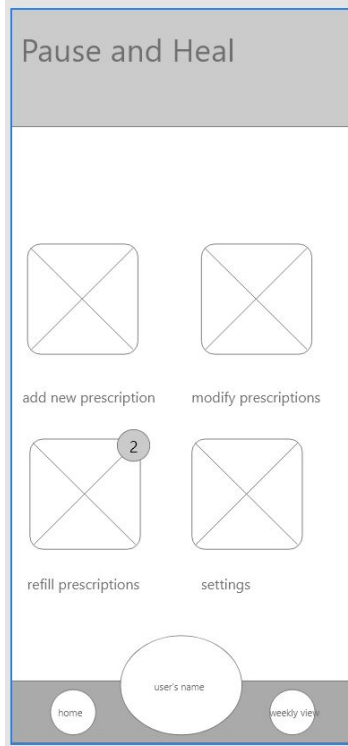 Pause and Heal
add new prescription
modify prescriptions
2
refill prescriptions
settings
user's name
home
weekly view